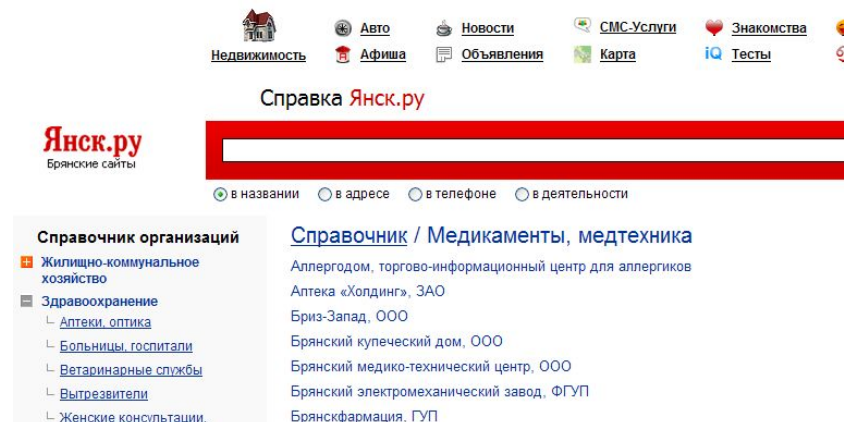 Авто Новости СМС-Услуги Знакомства
Недвижимость Афиша Объявления Карта iQ Тесты
Справка Янск.ру
Янск.ру
Брянские сайты
в названии в адресе в телефоне в деятельности
Справочник организаций
Жилищно-коммунальное
хозяйство
Здравоохранение
Аптеки, оптика
Больницы, госпитали
Ветаринарные службы
Вытрезвители
Женские консультации,
Справочник / Медикаменты, медтехника
Аллергодом, торгово-информационный центр для аллергиков
Аптека «Холдинг», ЗАО
Бриз-Запад, ООО
Брянский купеческий дом, ООО
Брянский медико-технический центр, ООО
Брянский электромеханический завод, ФГУП
Брянскфармация, ГУП